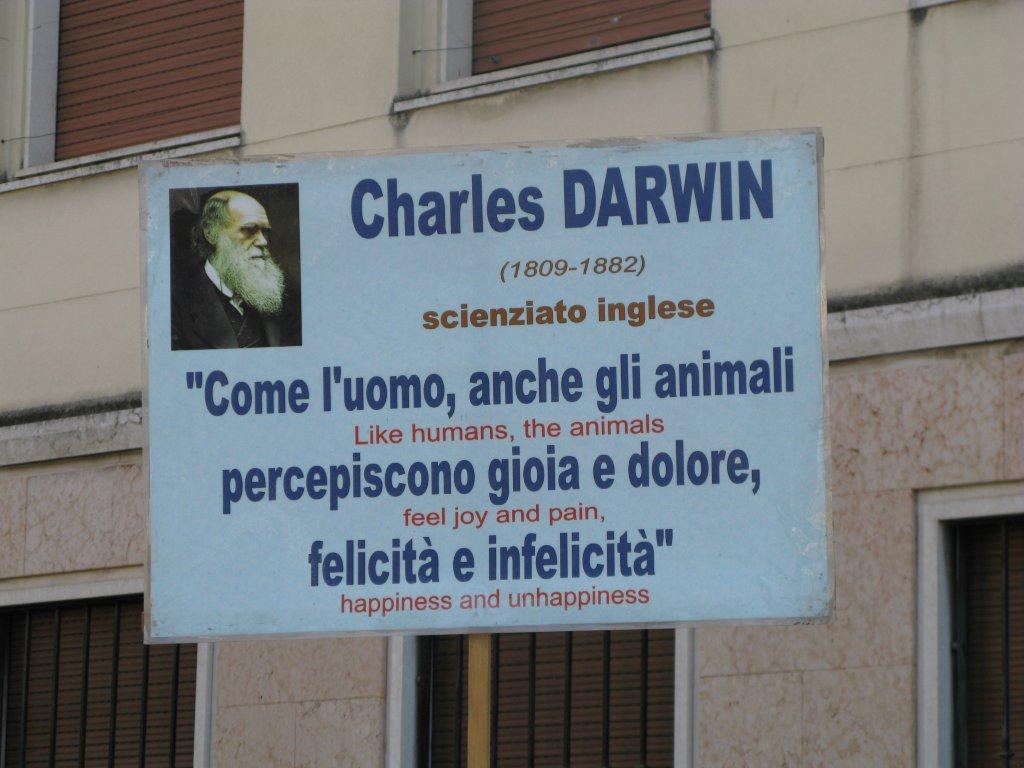 Charles DARWIN
(1809-1882)
scienziato inglese
"Come l'uomo, anche gli animali
Like humans, the animals
percepiscono gioia e dolore,
feel joy and pain,
felicità e infelicità"
happiness and unhappiness